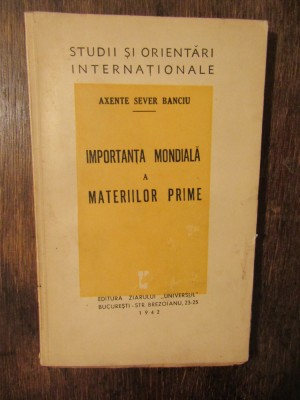 STUDII ȘI ORIENTĂRI
INTERNAȚIONALE
AXENTE SEVER BANCIU
IMPORTANȚA MONDIALĂ
A
MATERIILOR PRIME
EDITURA ZIARULUI „UNIVERSUL”
BUCUREȘTI - STR. BREZOIANU, 23-25
1942